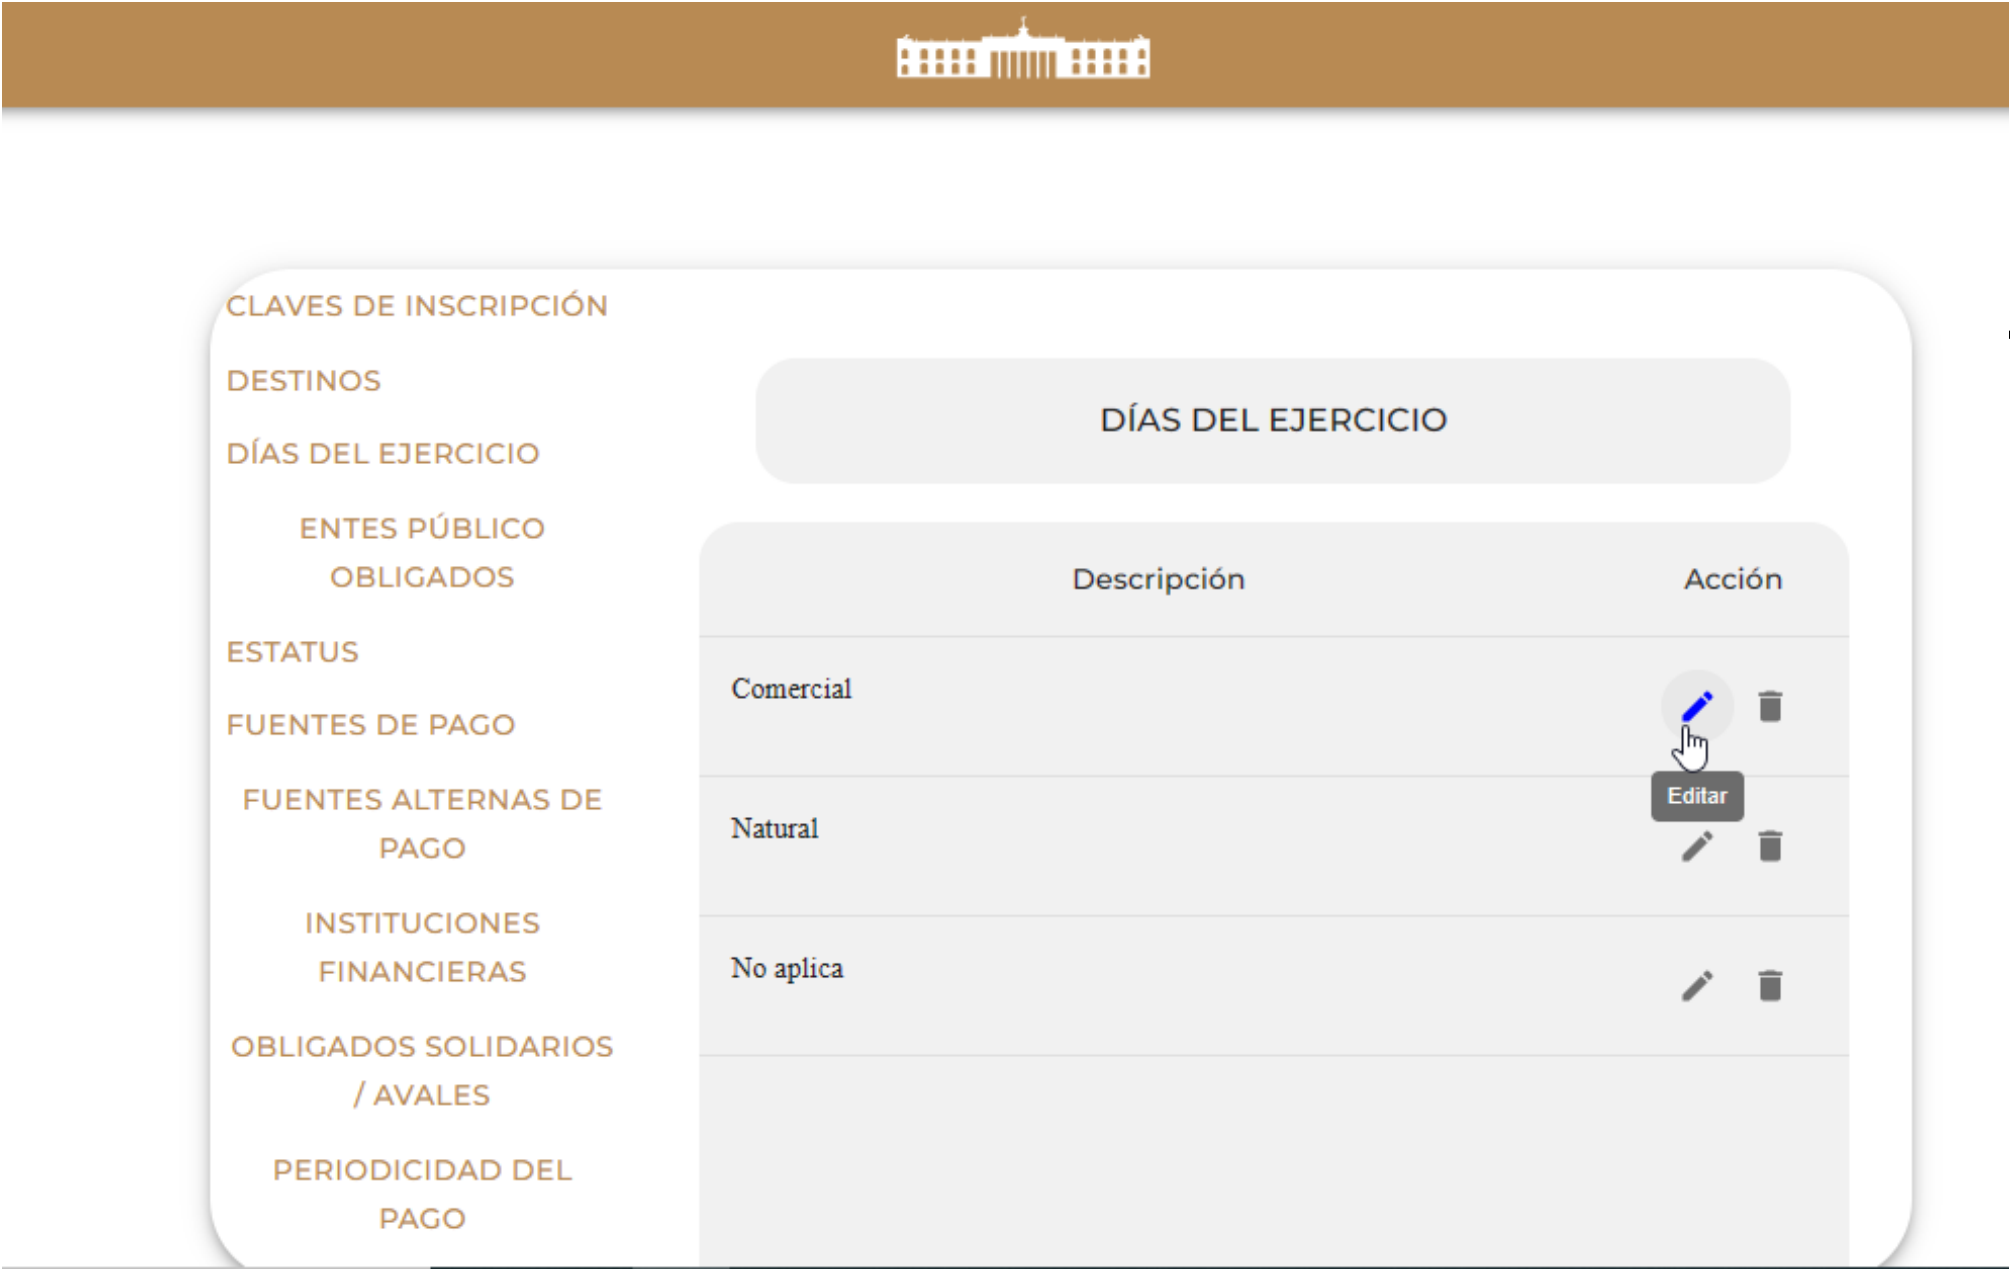 CLAVES DE INSCRIPCIÓN
DESTINOS
DÍAS DEL EJERCICIO
ENTES PÚBLICO
OBLIGADOS
ESTATUS
FUENTES DE PAGO
FUENTES ALTERNAS DE
PAGO
INSTITUCIONES
FINANCIERAS
OBLIGADOS SOLIDARIOS
/ AVALES
PERIODICIDAD DEL
PAGO
DÍAS DEL EJERCICIO
Descripción Acción
Comercial
Editar
Natural
No aplica